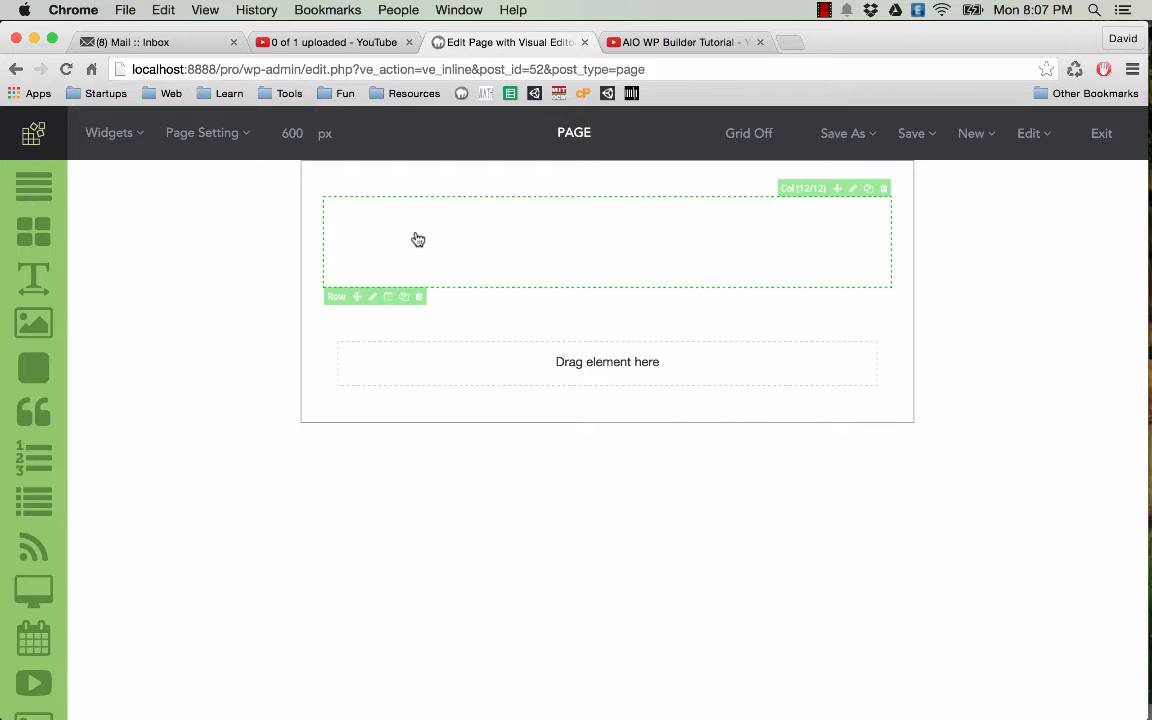 Chrome File Edit View History Bookmarks People Window Help Mon 8:07 PM
(8) Mail :: Inbox 0 of 1 uploaded - YouTube Edit Page with Visual Edito AIO WP Builder Tutorial - Y David
localhost:8888/pro/wp-admin/edit.php?ve_action=ve_inline&post_id=52&post_type=page
Apps Startups Web Learn Tools Fun Resources Other Bookmarks
Widgets Page Setting 600 px PAGE Grid Off Save As Save New Edit Exit
Col (12/12)
Row
Drag element here